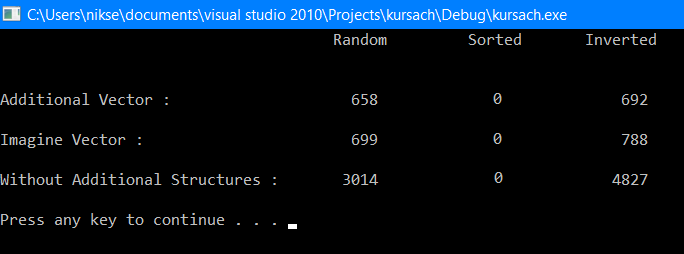 C:\Users\nikse\documents\visual studio 2010\Projects\kursach\Debug\kursach.exe
Random Sorted Inverted
Additional Vector : 658 0 692
Imagine Vector : 699 0 788
Without Additional Structures : 3014 0 4827
Press any key to continue . . .